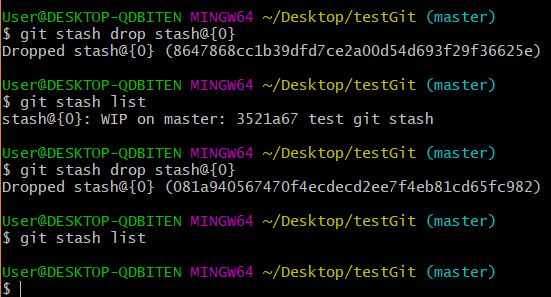 User@DESKTOP-QDBITEN MINGW64 ~/Desktop/testGit (master)
$ git stash drop stash@{0}
Dropped stash@{0} (8647868cc1b39dfd7ce2a00d54d693f29f36625e)
User@DESKTOP-QDBITEN MINGW64 ~/Desktop/testGit (master)
$ git stash list
stash@{0}: WIP on master: 3521a67 test git stash
User@DESKTOP-QDBITEN MINGW64 ~/Desktop/testGit (master)
$ git stash drop stash@{0}
Dropped stash@{0} (081a940567470f4ecdecd2ee7f4eb81cd65fc982)
User@DESKTOP-QDBITEN MINGW64 ~/Desktop/testGit (master)
$ git stash list
User@DESKTOP-QDBITEN MINGW64 ~/Desktop/testGit (master)
$